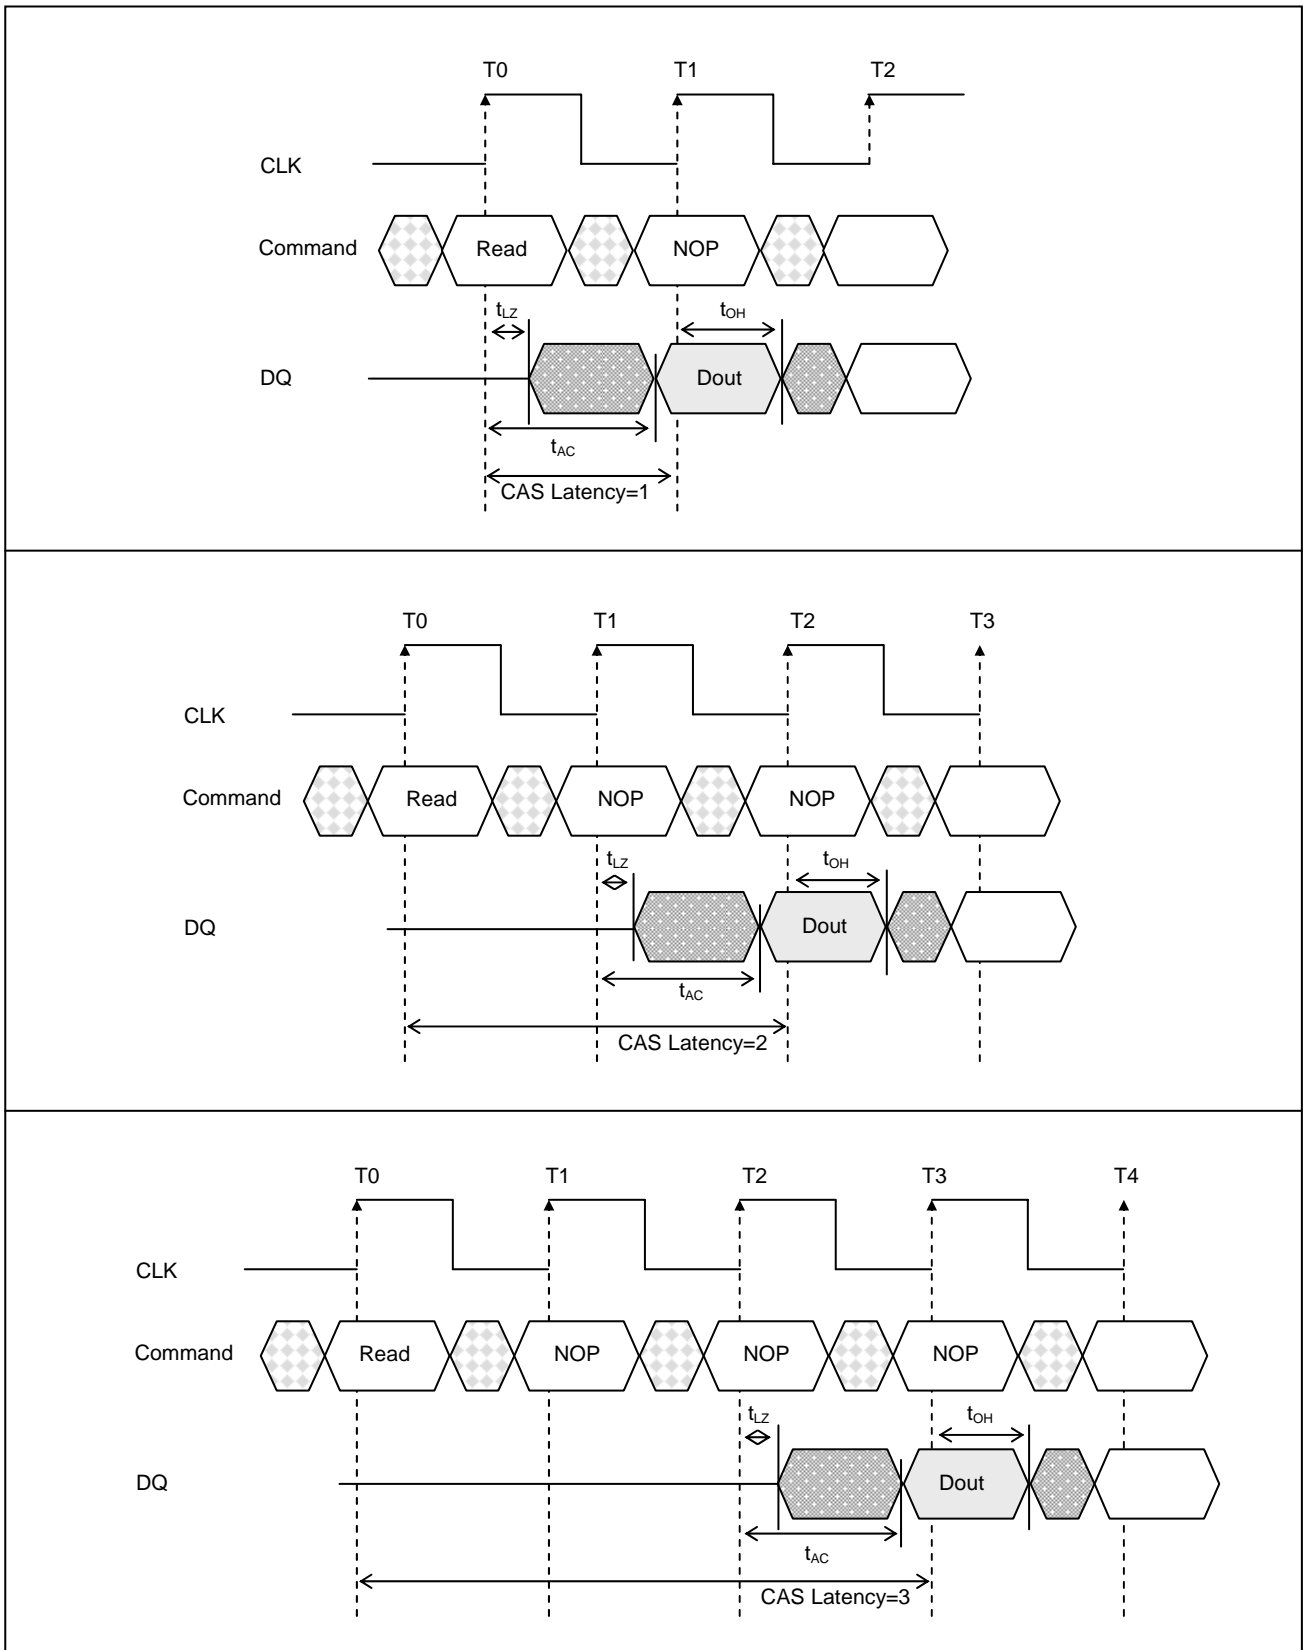 T0 T1 T2
CLK
Command Read NOP
tLZ tOH
DQ Dout
tAC
CAS Latency=1
T0 T1 T2 T3
CLK
Command Read NOP NOP
tLZ tOH
DQ Dout
tAC
CAS Latency=2
T0 T1 T2 T3 T4
CLK
Command Read NOP NOP NOP
tLZ tOH
DQ Dout
tAC
CAS Latency=3